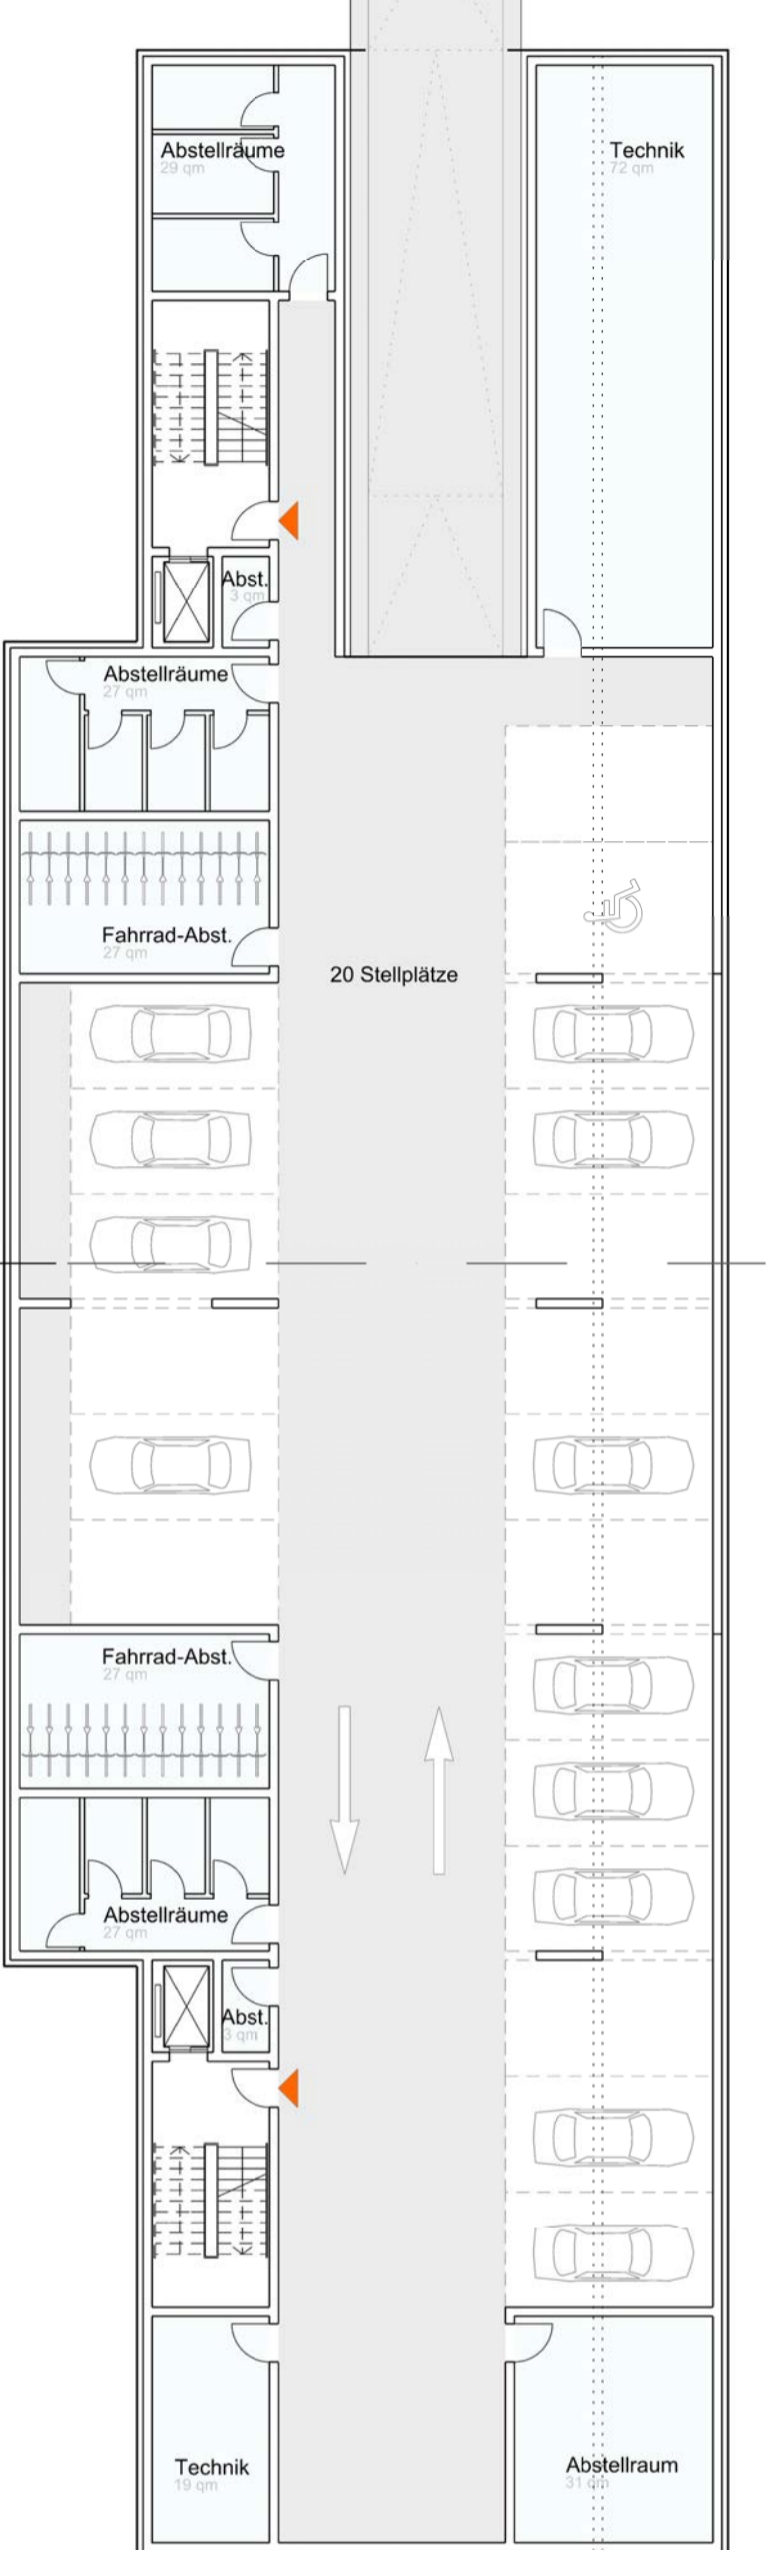 Abstellräume
29 qm
Technik
72 qm
Abst.
3 qm
Abstellräume
27 qm
Fahrrad-Abst.
27 qm
20 Stellplätze
Fahrrad-Abst.
27 qm
Abstellräume
27 qm
Abst.
3 qm
Technik
19 qm
Abstellraum
31 qm